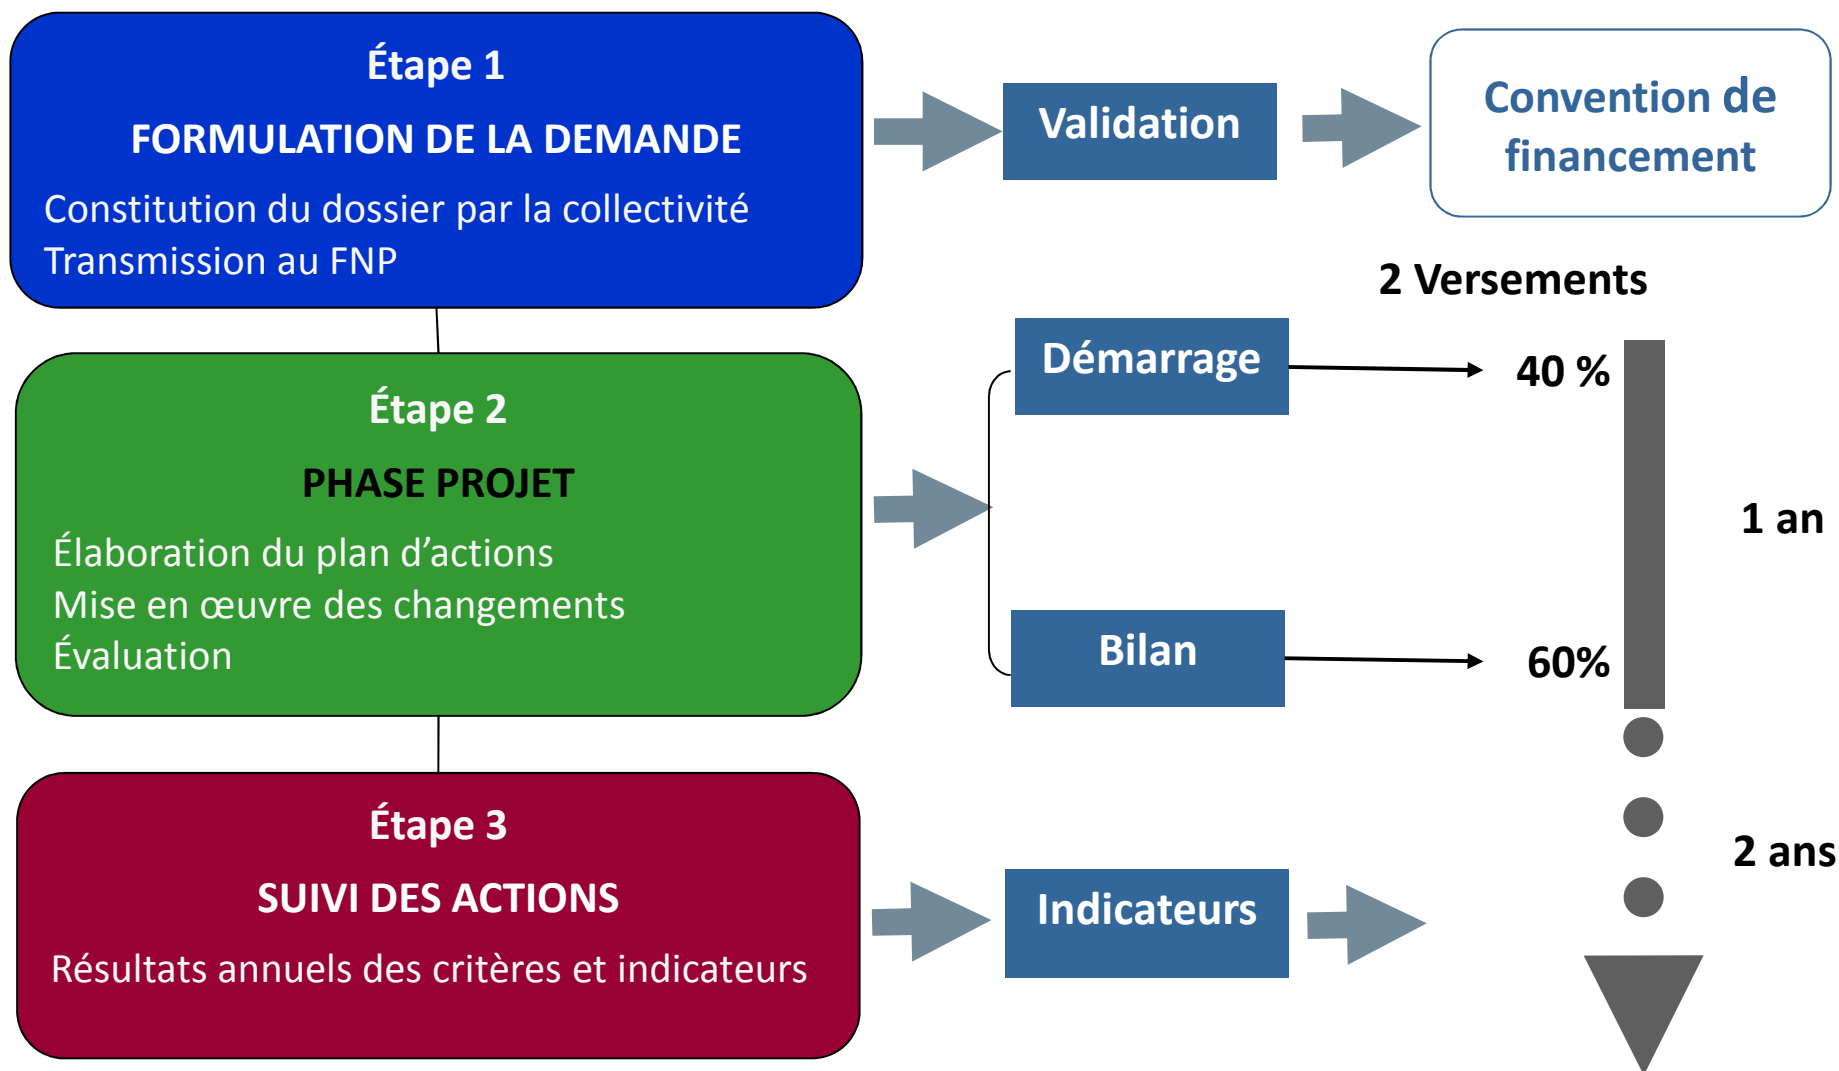 Étape 1
FORMULATION DE LA DEMANDE
Constitution du dossier par la collectivité
Transmission au FNP
Validation
Convention de
financement
2 Versements
Étape 2
PHASE PROJET
Élaboration du plan d’actions
Mise en œuvre des changements
Évaluation
Démarrage
40 %
1 an
Bilan
60%
Étape 3
SUIVI DES ACTIONS
Résultats annuels des critères et indicateurs
Indicateurs
2 ans